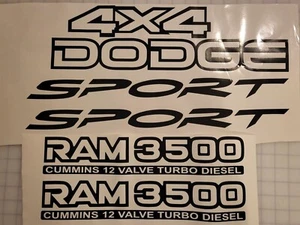 4X4
DODGE
SPORT
SPORT
RAM 3500
CUMMINS 12 VALVE TURBO DIESEL
RAM 3500
CUMMINS 12 VALVE TURBO DIESEL